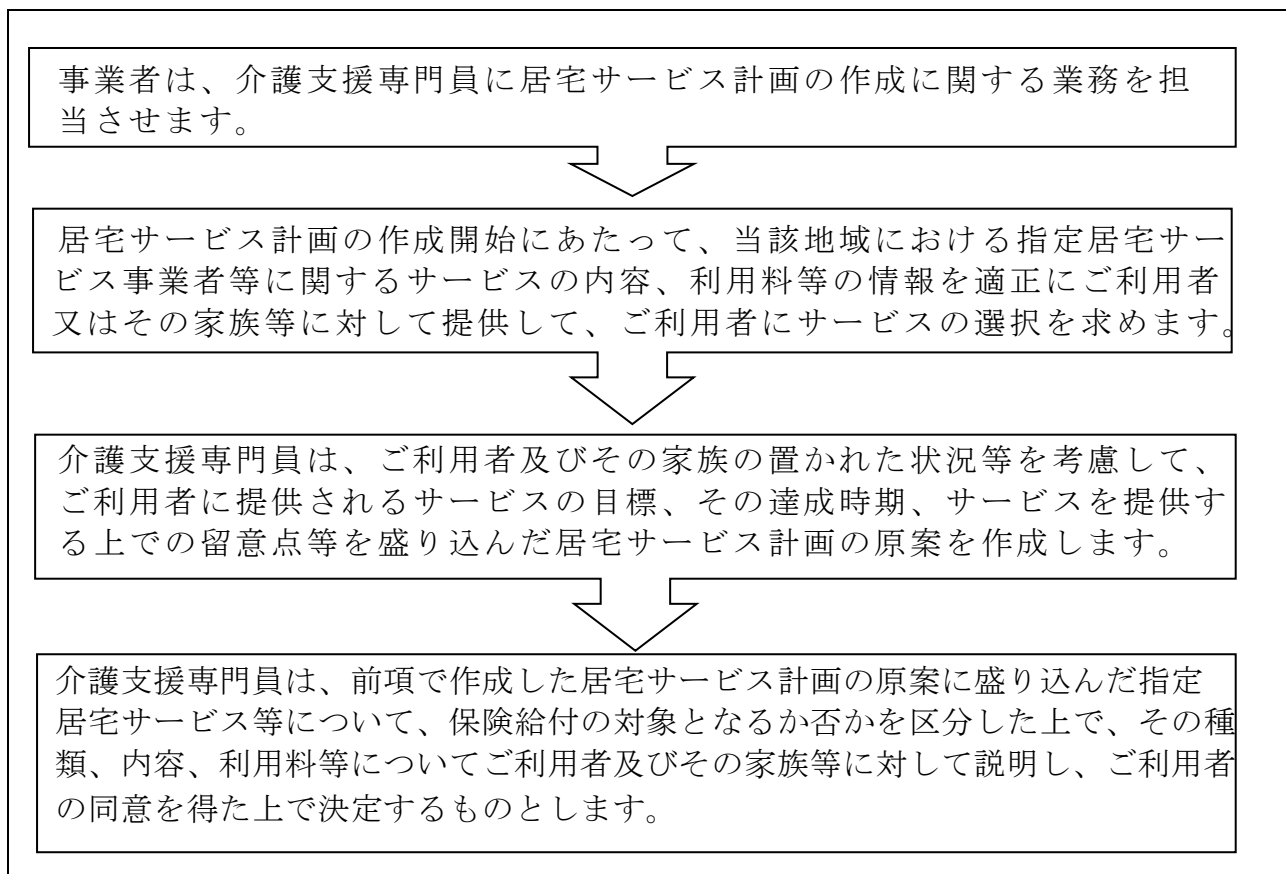 事業者は、介護支援専門員に居宅サービス計画の作成に関する業務を担
当させます。
居宅サービス計画の作成開始にあたって、当該地域における指定居宅サー
ビス事業者等に関するサービスの内容、利用料等の情報を適正にご利用者
又はその家族等に対して提供して、ご利用者にサービスの選択を求めます。
介護支援専門員は、ご利用者及びその家族の置かれた状況等を考慮して、
ご利用者に提供されるサービスの目標、その達成時期、サービスを提供す
る上での留意点等を盛り込んだ居宅サービス計画の原案を作成します。
介護支援専門員は、前項で作成した居宅サービス計画の原案に盛り込んだ指定
居宅サービス等について、保険給付の対象となるか否かを区分した上で、その種
類、内容、利用料等についてご利用者及びその家族等に対して説明し、ご利用者
の同意を得た上で決定するものとします。